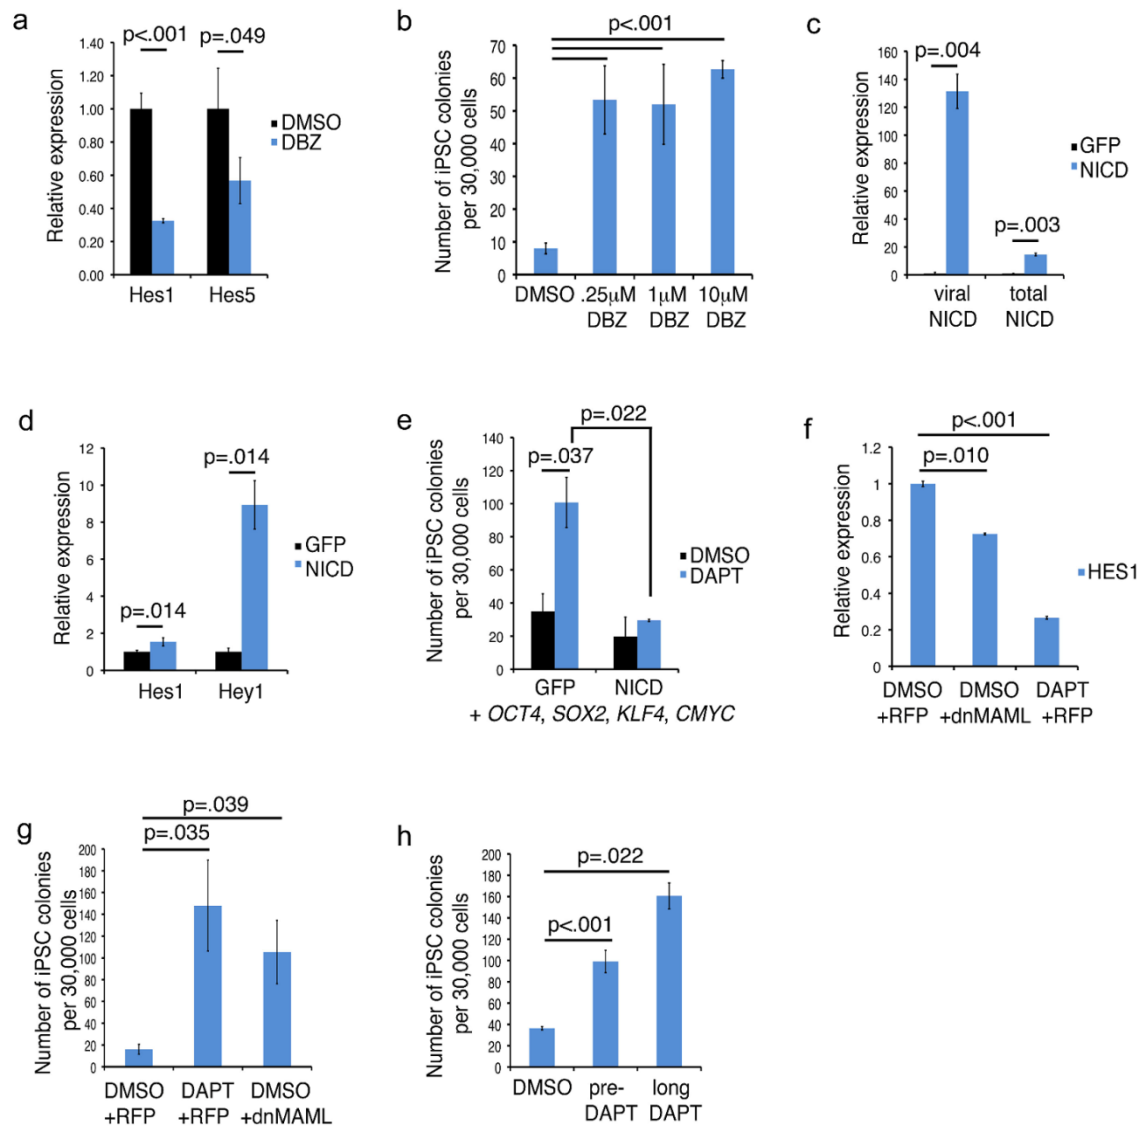 a
p<.001 p=.049
1.40
1.20
1.00
0.80
0.60
0.40
0.20
0.00
Relative expression
Hes1 Hes5
DMSO
DBZ
b
p<.001
70
60
50
40
30
20
10
0
Number of iPSC colonies
per 30,000 cells
DMSO .25μM 1μM 10μM
DBZ DBZ DBZ
c
p=.004
p=.003
160
140
120
100
80
60
40
20
0
Relative expression
viral total
NICD NICD
GFP
NICD
d
p=.014
p=.014
12
10
8
6
4
2
0
Relative expression
Hes1 Hey1
GFP
NICD
e
p=.022
p=.037
140
120
100
80
60
40
20
0
Number of iPSC colonies
per 30,000 cells
GFP NICD
+ OCT4, SOX2, KLF4, CMYC
DMSO
DAPT
f
p<.001
p=.010
1.2
1
0.8
0.6
0.4
0.2
0
Relative expression
DMSO DMSO DAPT
+RFP +dnMAML +RFP
HES1
g
p=.039
p=.035
200
180
160
140
120
100
80
60
40
20
0
Number of iPSC colonies
per 30,000 cells
DMSO DAPT DMSO
+RFP +RFP +dnMAML
h
p=.022
p<.001
200
180
160
140
120
100
80
60
40
20
0
Number of iPSC colonies
per 30,000 cells
DMSO pre- long
DAPT DAPT